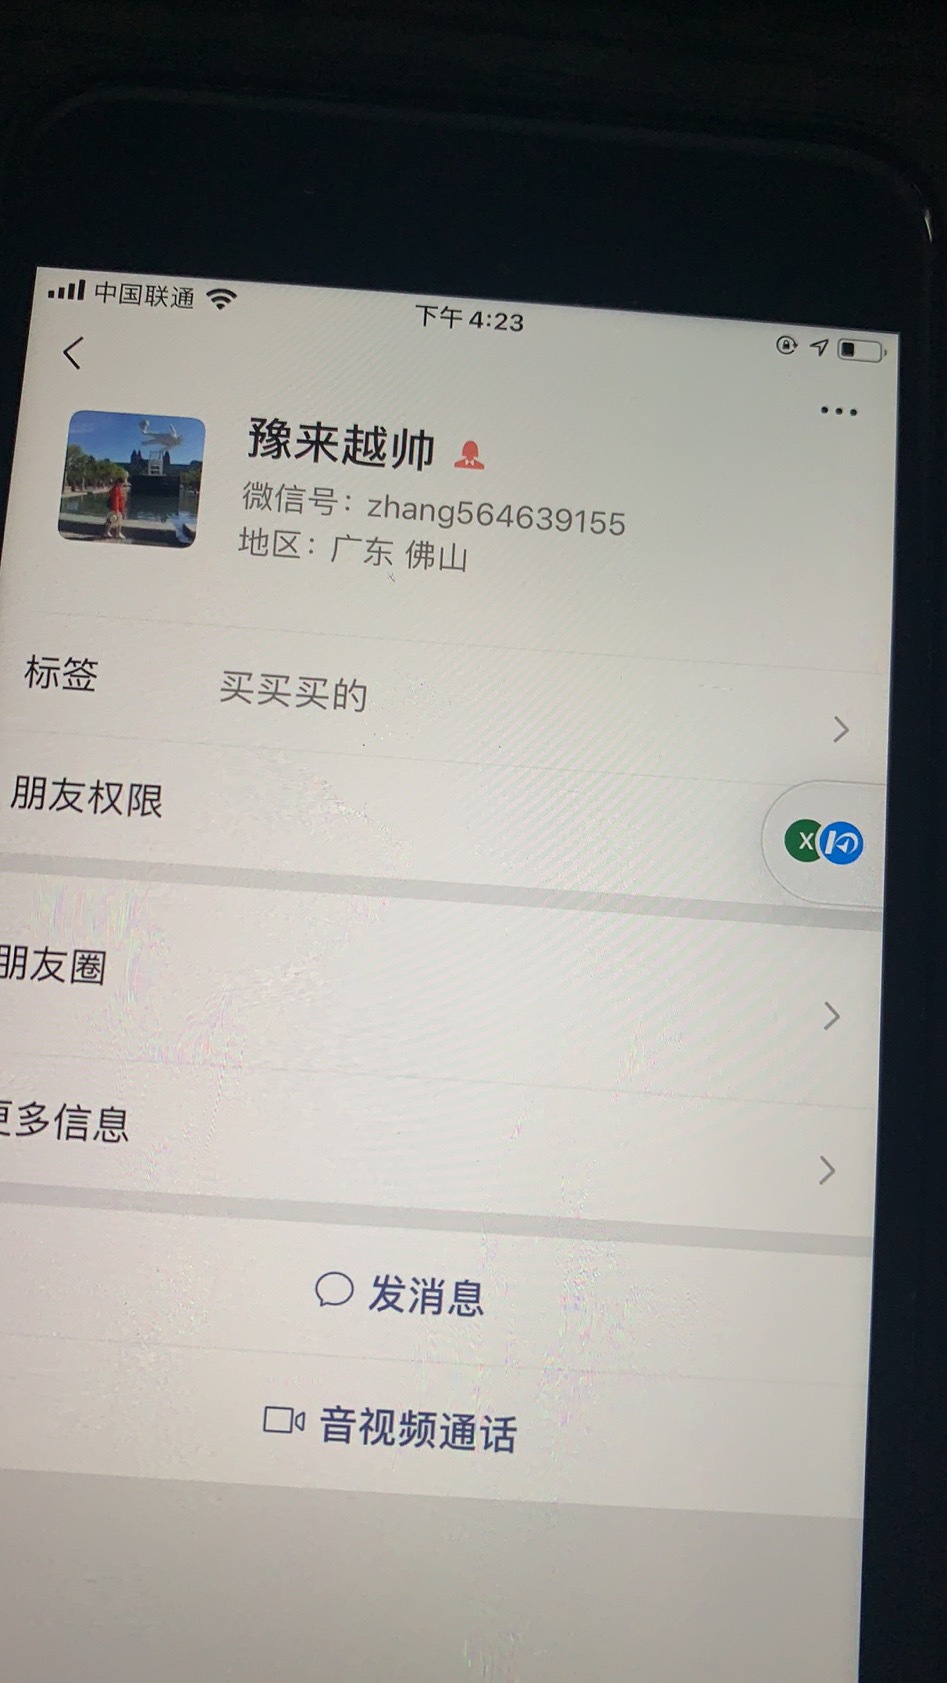 中国联通
下午 4:23
豫来越帅
微信号：zhang564639155
地区：广东 佛山
标签 买买买的
朋友权限
X
朋友圈
更多信息
发消息
音视频通话